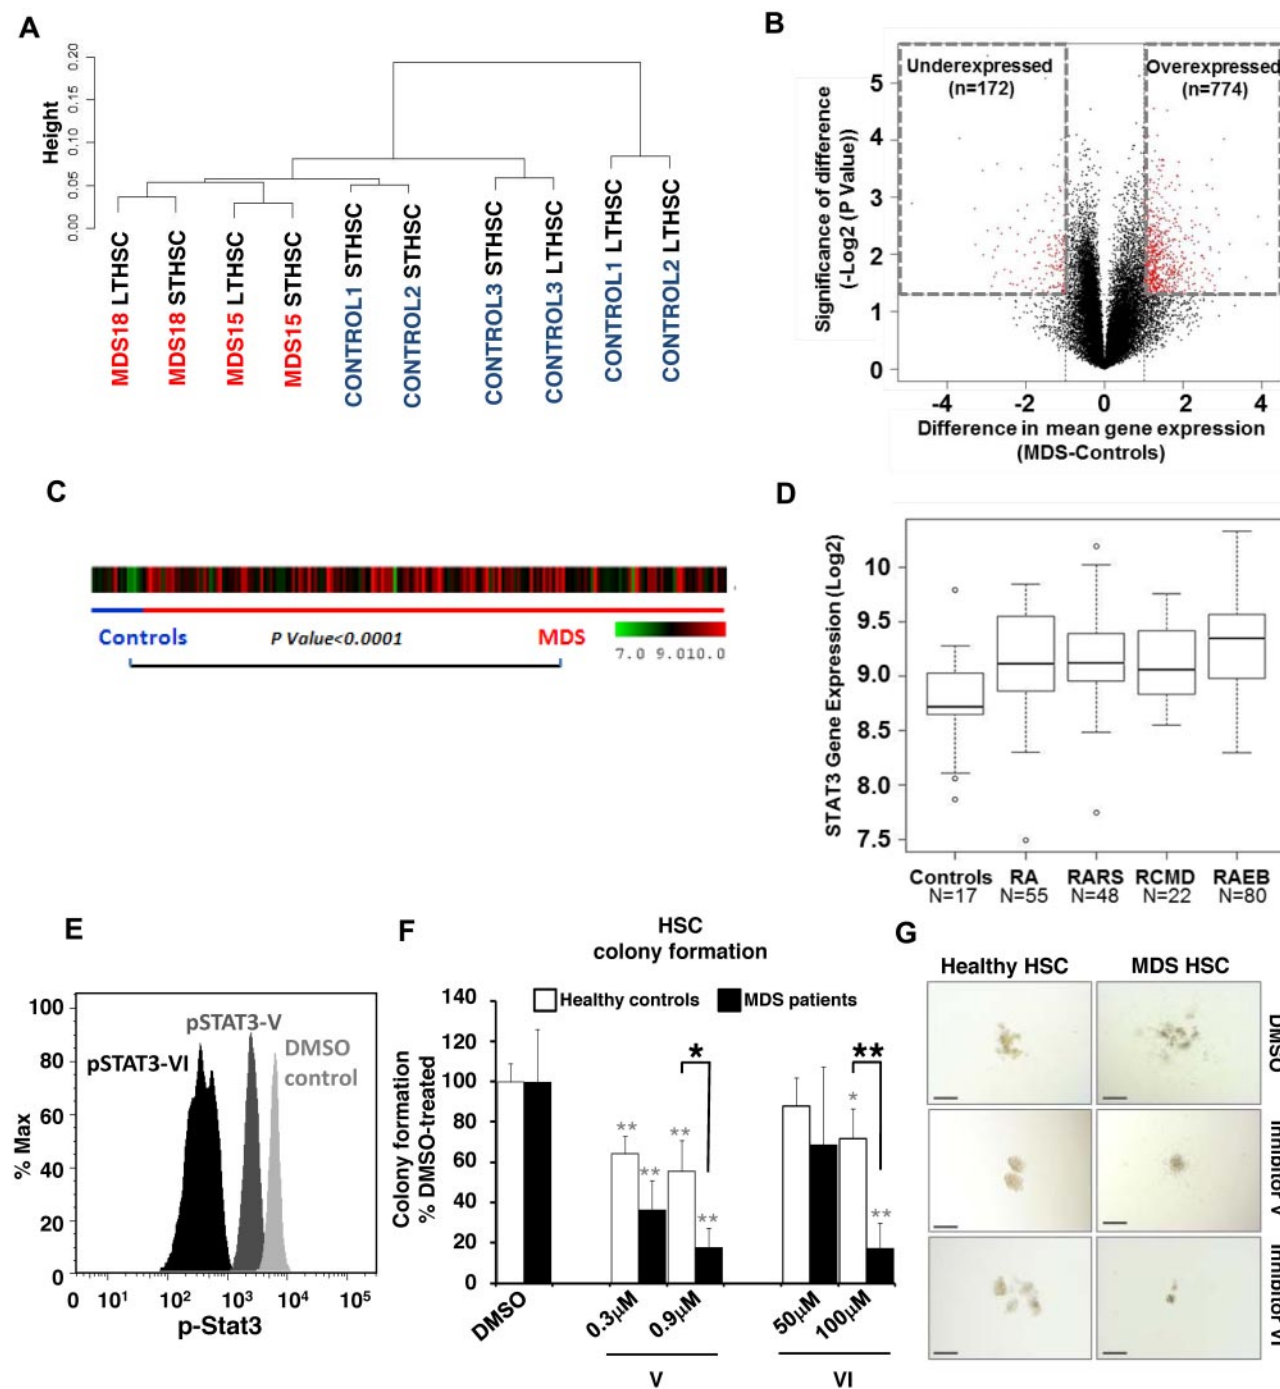 A
Height
0.00 0.05 0.10 0.15 0.20
MDS18 LTHSC
MDS18 STHSC
MDS15 LTHSC
MDS15 STHSC
CONTROL1 STHSC
CONTROL2 STHSC
CONTROL3 STHSC
CONTROL3 LTHSC
CONTROL1 LTHSC
CONTROL2 LTHSC
B
Underexpressed
(n=172)
Overexpressed
(n=774)
Significance of difference
(-Log2 (P Value))
5
4
3
2
1
0
-4 -2 0 2 4
Difference in mean gene expression
(MDS-Controls)
C
Controls
P Value<0.0001
MDS
7.0 9.010.0
D
STAT3 Gene Expression (Log2)
10
9.5
9.0
8.5
8.0
7.5
Controls RA RARS RCMD RAEB
N=17 N=55 N=48 N=22 N=80
E
% Max
100
80
60
40
20
0
pSTAT3-V
pSTAT3-VI
DMSO
control
0 10¹ 10² 10³ 10⁴ 10⁵
p-Stat3
F
HSC
colony formation
Healthy controls MDS patients
Colony formation
% DMSO-treated
140
120
100
80
60
40
20
0
** ** ** ** * * ** **
DMSO 0.3µM 0.9µM 50µM 100µM
V VI
G
Healthy HSC MDS HSC
DMSO
Inhibitor V
Inhibitor VI